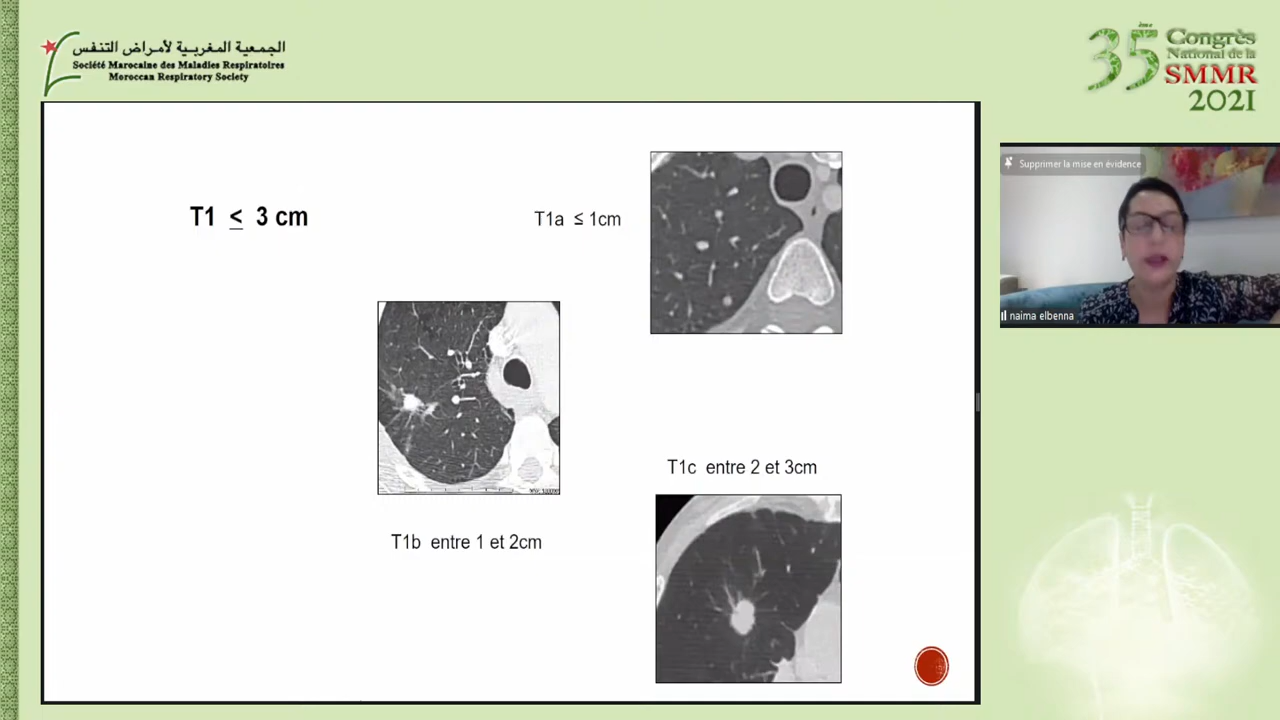 الجمعية المغربية لأمراض التنفس
Société Marocaine des Maladies Respiratoires
Moroccan Respiratory Society
35ème Congrès
National de la
SMMR
2021
Supprimer la mise en évidence
naima elbenna
T1 ≤ 3 cm
T1a ≤ 1cm
T1b entre 1 et 2cm
T1c entre 2 et 3cm